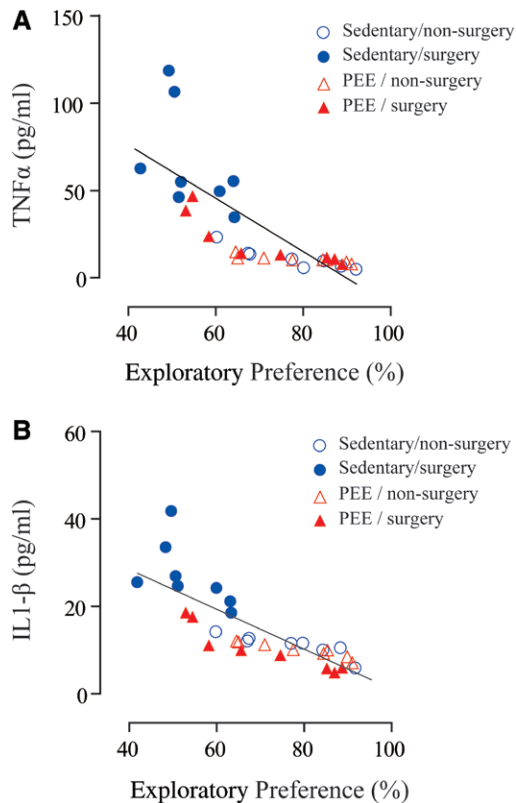 A
Sedentary/non-surgery
Sedentary/surgery
PEE / non-surgery
PEE / surgery
TNFα (pg/ml)
150
100
50
0
40 60 80 100
Exploratory Preference (%)
B
Sedentary/non-surgery
Sedentary/surgery
PEE / non-surgery
PEE / surgery
IL1-β (pg/ml)
60
40
20
0
40 60 80 100
Exploratory Preference (%)